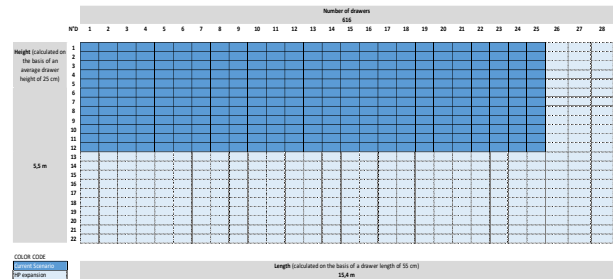 Number of drawers
616
N°D 1 2 3 4 5 6 7 8 9 10 11 12 13 14 15 16 17 18 19 20 21 22 23 24 25 26 27 28
Height (calculated on
the basis of an
average drawer
height of 25 cm)
5,5 m
1
2
3
4
5
6
7
8
9
10
11
12
13
14
15
16
17
18
19
20
21
22
COLOR CODE
Current Scenario
HP expansion
Length (calculated on the basis of a drawer length of 55 cm)
15,4 m